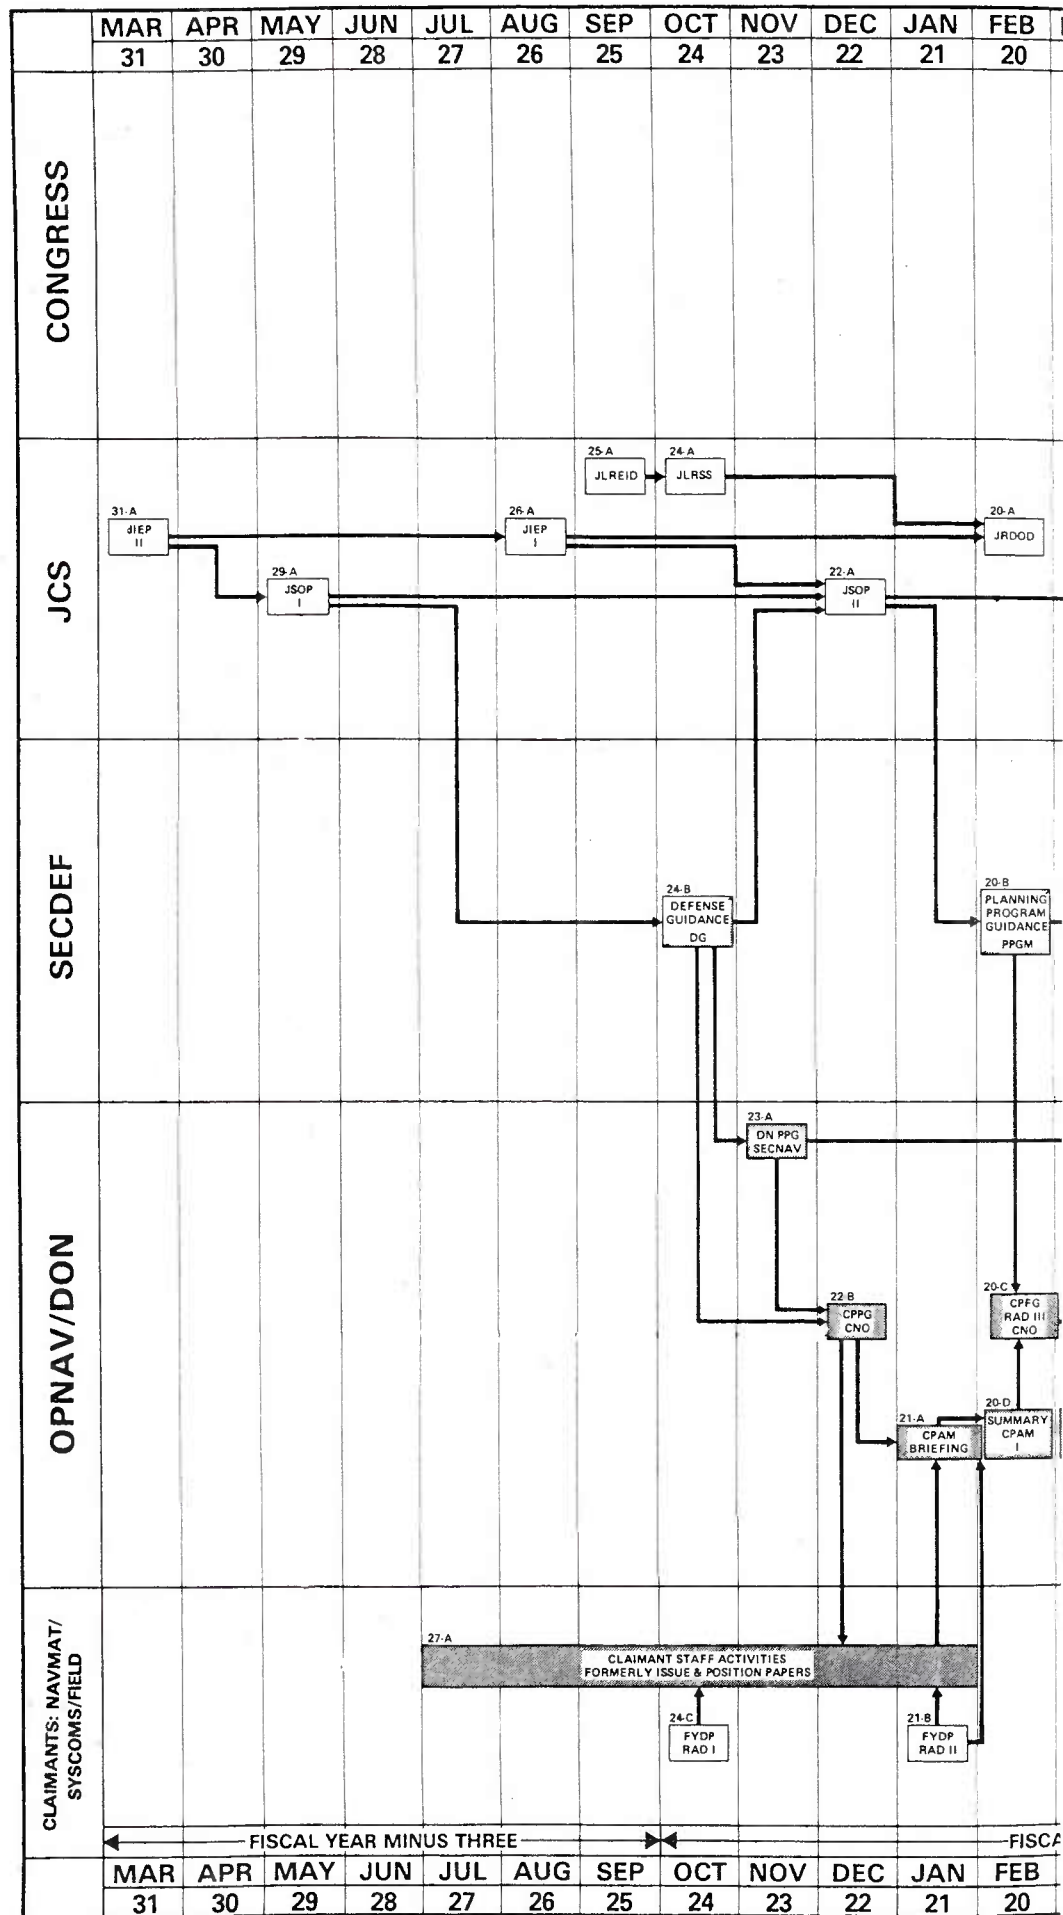 MAR APR MAY JUN JUL AUG SEP OCT NOV DEC JAN FEB
31 30 29 28 27 26 25 24 23 22 21 20
CONGRESS
JCS
25-A
JLREID
24-A
JLRSS
31-A
JIEP
II
26-A
JIEP
I
20-A
JRDOD
29-A
JSOP
I
22-A
JSOP
II
SECDEF
24-B
DEFENSE
GUIDANCE
DG
20-B
PLANNING
PROGRAM
GUIDANCE
PPGM
OPNAV/DON
23-A
DN PPG
SECNAV
22-B
CPPG
CNO
20-C
CPFG
RAD III
CNO
21-A
CPAM
BRIEFING
20-D
SUMMARY
CPAM
I
CLAIMANTS: NAVMAT/
SYSCOMS/FIELD
27-A
CLAIMANT STAFF ACTIVITIES
FORMERLY ISSUE & POSITION PAPERS
24-C
FYDP
RAD I
21-B
FYDP
RAD II
FISCAL YEAR MINUS THREE
FISCA
MAR APR MAY JUN JUL AUG SEP OCT NOV DEC JAN FEB
31 30 29 28 27 26 25 24 23 22 21 20